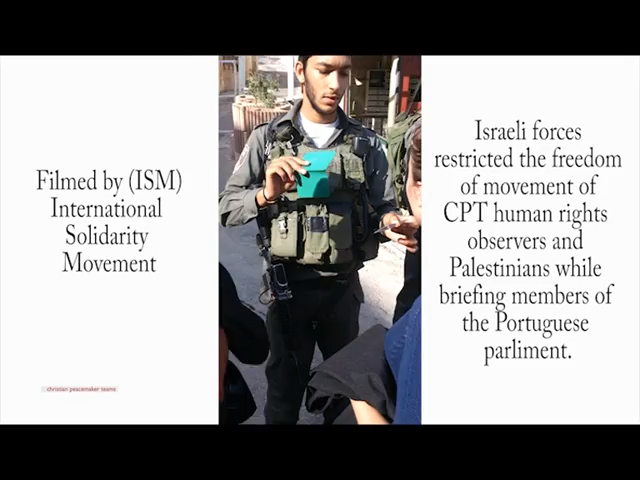 Filmed by (ISM)
International
Solidarity
Movement
christian peacemaker teams
Israeli forces
restricted the freedom
of movement of
CPT human rights
observers and
Palestinians while
briefing members of
the Portuguese
parliment.